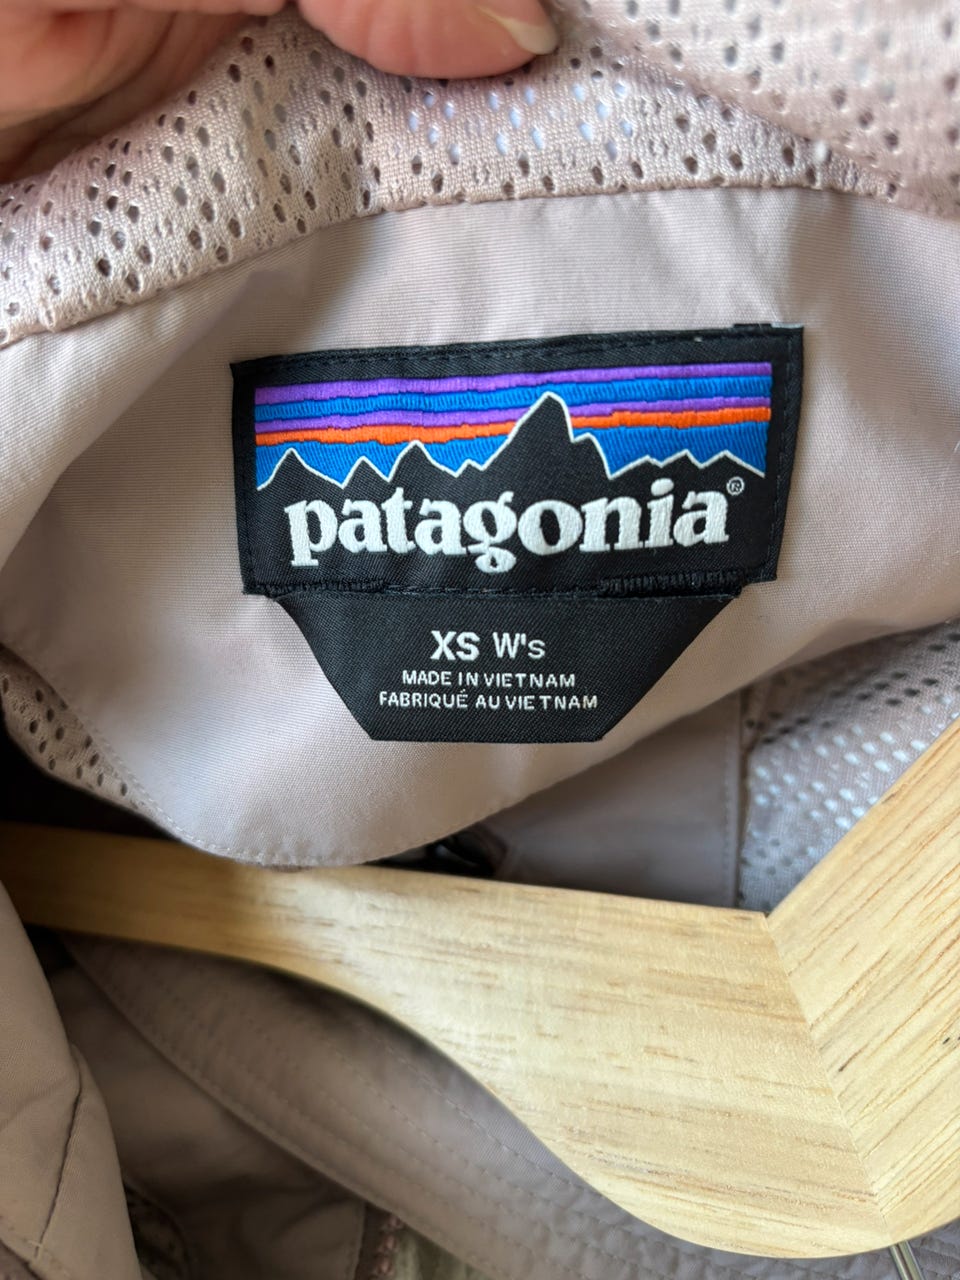 patagonia®
XS W's
MADE IN VIETNAM
FABRIQUÉ AU VIETNAM